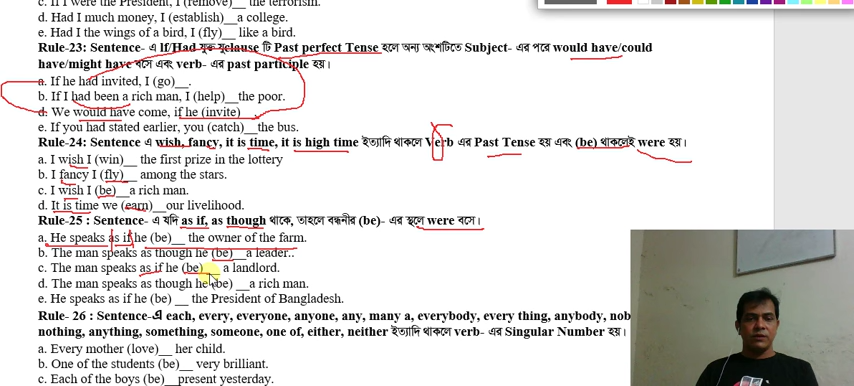 c. If I were the President, I (remove)__ the terrorism.
d. Had I much money, I (establish)__a college.
e. Had I the wings of a bird, I (fly)__ like a bird.
Rule-23: Sentence- এ If/Had যুক্ত যুclause টি Past perfect Tense হলে অন্য অংশটিতে Subject- এর পরে would have/could
have/might have বসে এবং verb- এর past participle হয়।
a. If he had invited, I (go)__.
b. If I had been a rich man, I (help)__the poor.
d. We would have come, if he (invite)
e. If you had stated earlier, you (catch)__the bus.
Rule-24: Sentence এ wish, fancy, it is time, it is high time ইত্যাদি থাকলে Verb এর Past Tense হয় এবং (be) থাকলেই were হয়।
a. I wish I (win)__ the first prize in the lottery
b. I fancy I (fly)__ among the stars.
c. I wish I (be)__a rich man.
d. It is time we (earn)__our livelihood.
Rule-25 : Sentence- এ যদি as if, as though থাকে, তাহলে বন্ধনীর (be)- এর স্থলে were বসে।
a. He speaks as if he (be)__ the owner of the farm.
b. The man speaks as though he (be)__a leader..
c. The man speaks as if he (be)__ a landlord.
d. The man speaks as though he (be) __a rich man.
e. He speaks as if he (be) __ the President of Bangladesh.
Rule- 26 : Sentence-এ each, every, everyone, anyone, any, many a, everybody, every thing, anybody, nob
nothing, anything, something, someone, one of, either, neither ইত্যাদি থাকলে verb- এর Singular Number হয়।
a. Every mother (love)__ her child.
b. One of the students (be)__ very brilliant.
c. Each of the boys (be)__present yesterday.